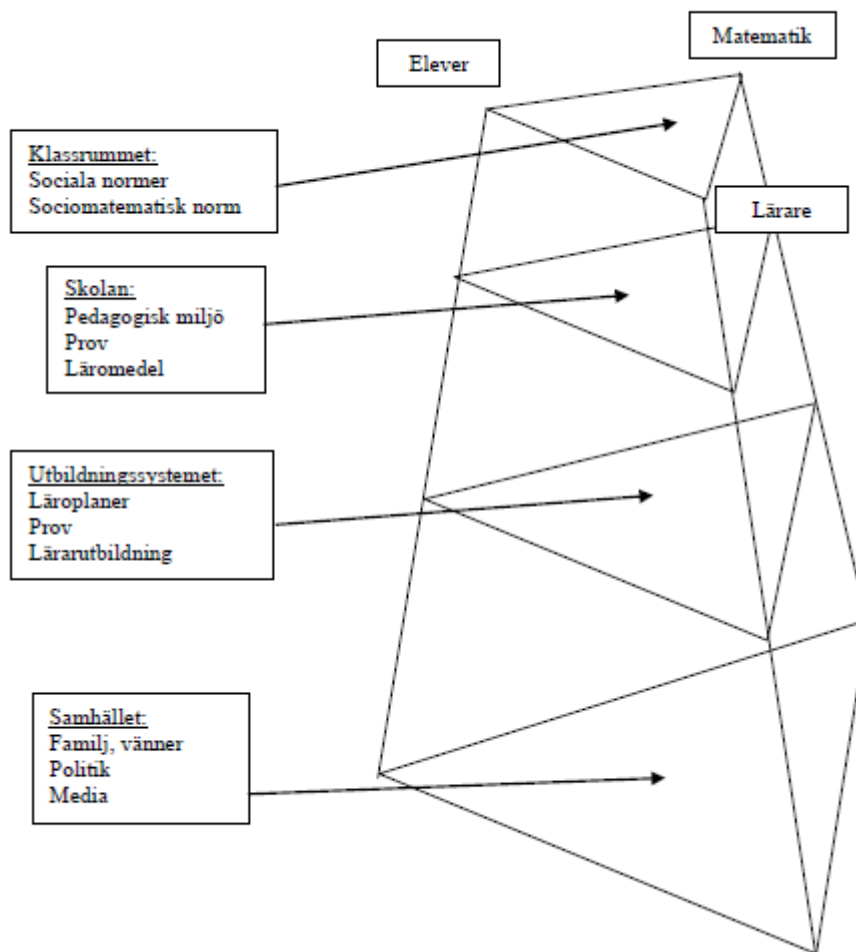 Matematik
Elever
Klassrummet:
Sociala normer
Sociomatematisk norm
Lärare
Skolan:
Pedagogisk miljö
Prov
Läromedel
Utbildningssystemet:
Läroplaner
Prov
Lärarutbildning
Samhället:
Familj, vänner
Politik
Media